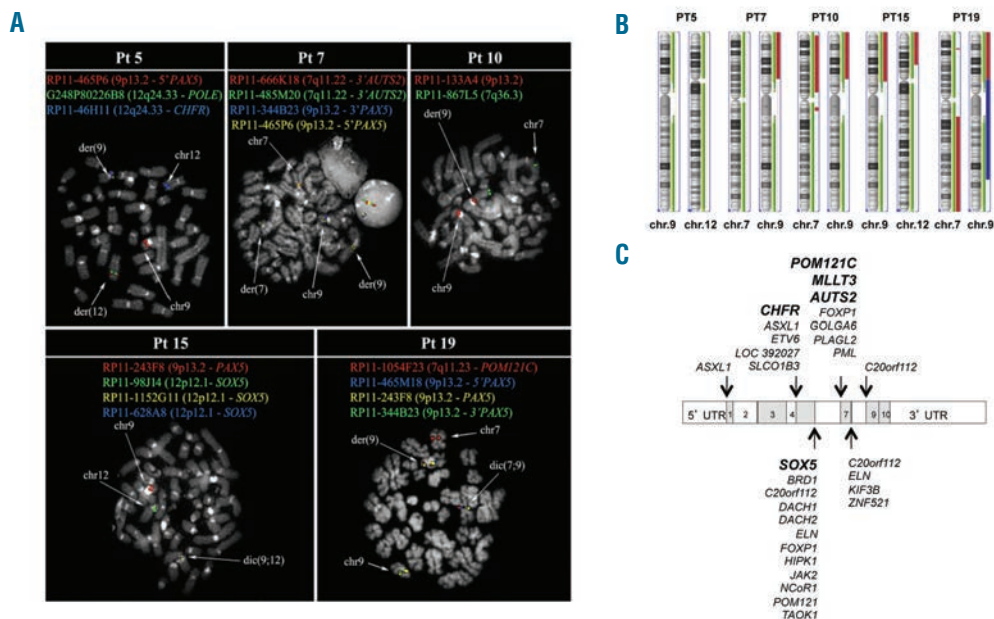 A
Pt 5
RP11-465P6 (9p13.2 - 5'PAX5)
G248P80226B8 (12q24.33 - POLE)
RP11-46H11 (12q24.33 - CHFR)
der(9)
chr12
der(12)
chr9
Pt 7
RP11-666K18 (7q11.22 - 3'AUTS2)
RP11-485M20 (7q11.22 - 3'AUTS2)
RP11-344B23 (9p13.2 - 3'PAX5)
RP11-465P6 (9p13.2 - 5'PAX5)
chr7
der(7)
chr9
der(9)
Pt 10
RP11-133A4 (9p13.2)
RP11-867L5 (7q36.3)
der(9)
chr7
chr9
Pt 15
RP11-243F8 (9p13.2 - PAX5)
RP11-98J14 (12p12.1 - SOX5)
RP11-1152G11 (12p12.1 - SOX5)
RP11-628A8 (12p12.1 - SOX5)
chr9
chr12
dic(9;12)
Pt 19
RP11-1054F23 (7q11.23 - POM121C)
RP11-465M18 (9p13.2 - 5'PAX5)
RP11-243F8 (9p13.2 - PAX5)
RP11-344B23 (9p13.2 - 3'PAX5)
chr7
der(9)
dic(7;9)
chr9
B
PT5 PT7 PT10 PT15 PT19
chr.9 chr.12 chr.7 chr.9 chr.7 chr.9 chr.9 chr.12 chr.7 chr.9
C
ASXL1
CHFR
ASXL1
ETV6
LOC 392027
SLCO1B3
POM121C
MLLT3
AUTS2
FOXP1
GOLGA6
PLAGL2
PML
C20orf112
5' UTR 1 2 3 4 7 9 10 3' UTR
SOX5
BRD1
C20orf112
DACH1
DACH2
ELN
FOXP1
HIPK1
JAK2
NCoR1
POM121
TAOK1
C20orf112
ELN
KIF3B
ZNF521